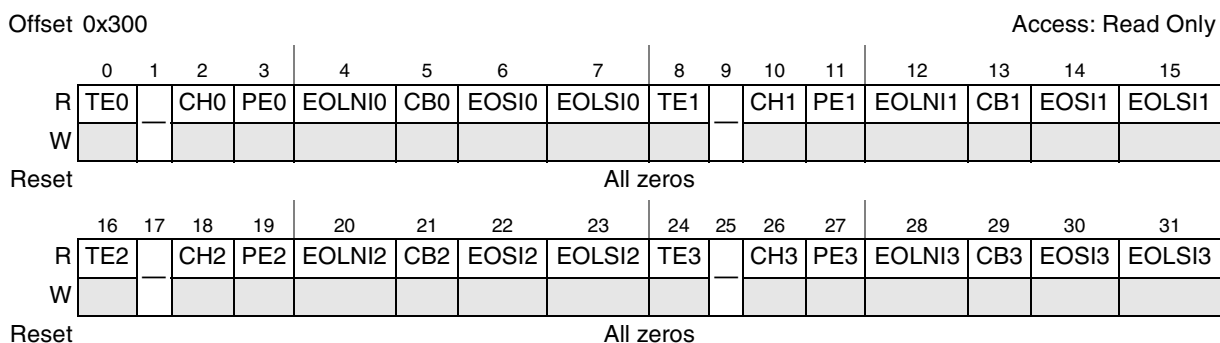 Offset 0x300 Access: Read Only
0 1 2 3 4 5 6 7 8 9 10 11 12 13 14 15
R TE0 — CH0 PE0 EOLNI0 CB0 EOSI0 EOLSI0 TE1 — CH1 PE1 EOLNI1 CB1 EOSI1 EOLSI1
W
Reset All zeros
16 17 18 19 20 21 22 23 24 25 26 27 28 29 30 31
R TE2 — CH2 PE2 EOLNI2 CB2 EOSI2 EOLSI2 TE3 — CH3 PE3 EOLNI3 CB3 EOSI3 EOLSI3
W
Reset All zeros